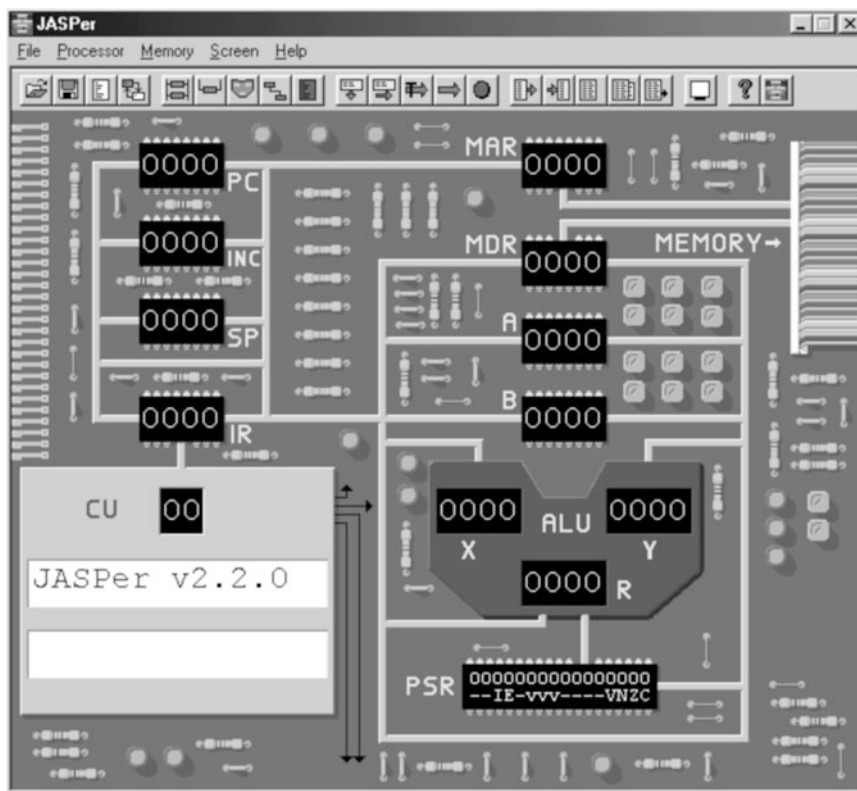 JASPer
File Processor Memory Screen Help
0000 PC
MAR 0000
0000 INC
MDR 0000
MEMORY→
0000 SP
A 0000
0000 IR
B 0000
CU 00
0000 X
ALU
0000 Y
JASPer v2.2.0
0000 R
PSR
0000000000000000
--IE-vvv----VNZC